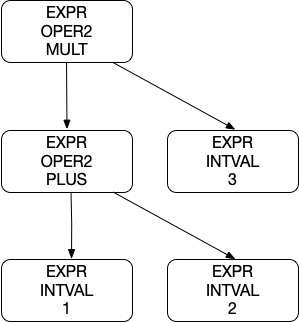 EXPR
OPER2
MULT
EXPR
OPER2
PLUS
EXPR
INTVAL
3
EXPR
INTVAL
1
EXPR
INTVAL
2